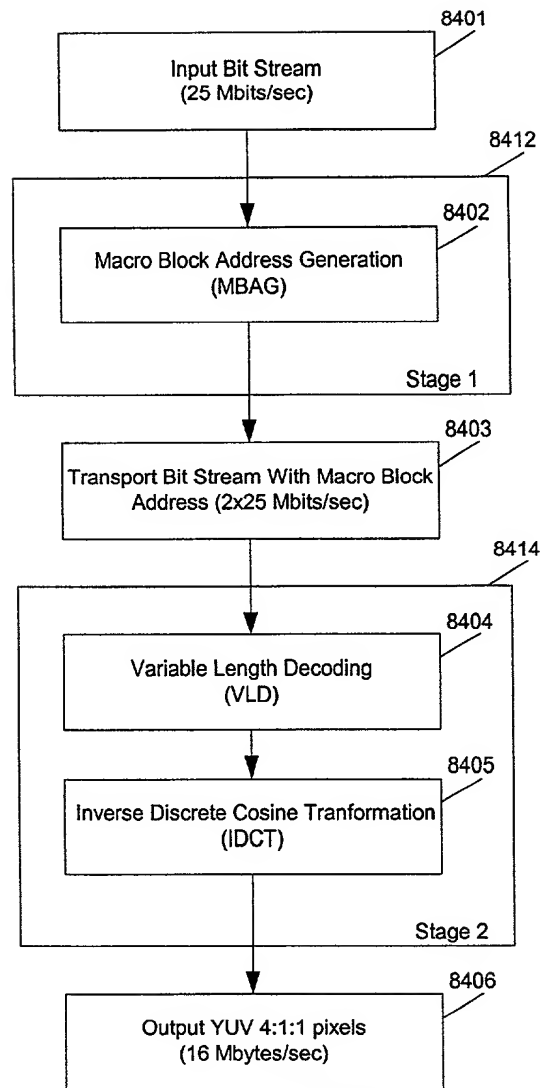 8401
Input Bit Stream
(25 Mbits/sec)
8412
8402
Macro Block Address Generation
(MBAG)
Stage 1
8403
Transport Bit Stream With Macro Block
Address (2x25 Mbits/sec)
8414
8404
Variable Length Decoding
(VLD)
8405
Inverse Discrete Cosine Tranformation
(IDCT)
Stage 2
8406
Output YUV 4:1:1 pixels
(16 Mbytes/sec)